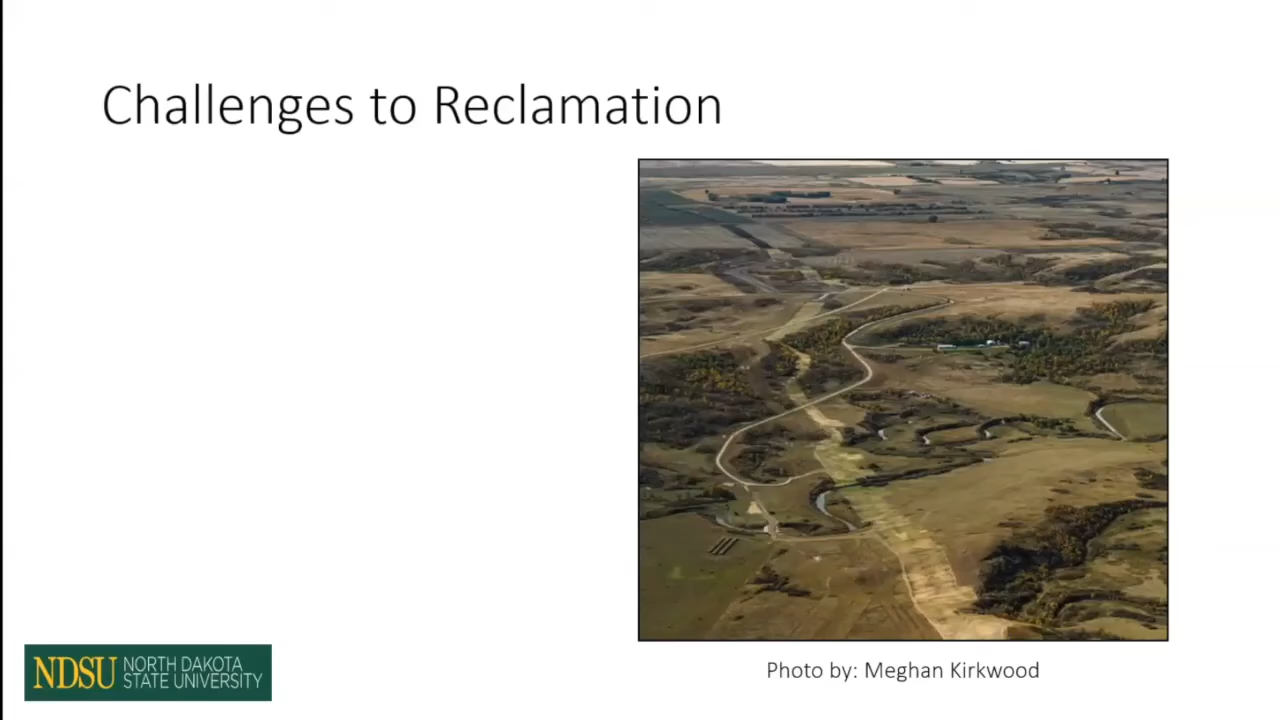 Challenges to Reclamation
Photo by: Meghan Kirkwood
NDSU NORTH DAKOTA
STATE UNIVERSITY